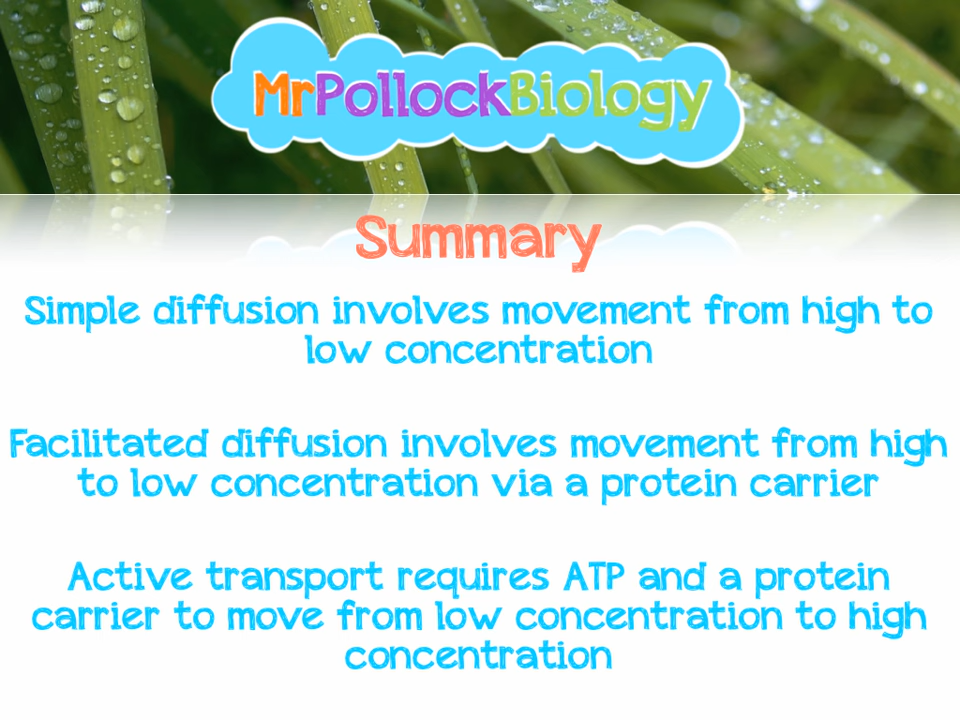 MrPollockBiology
Summary
Simple diffusion involves movement from high to
low concentration
Facilitated diffusion involves movement from high
to low concentration via a protein carrier
Active transport requires ATP and a protein
carrier to move from low concentration to high
concentration